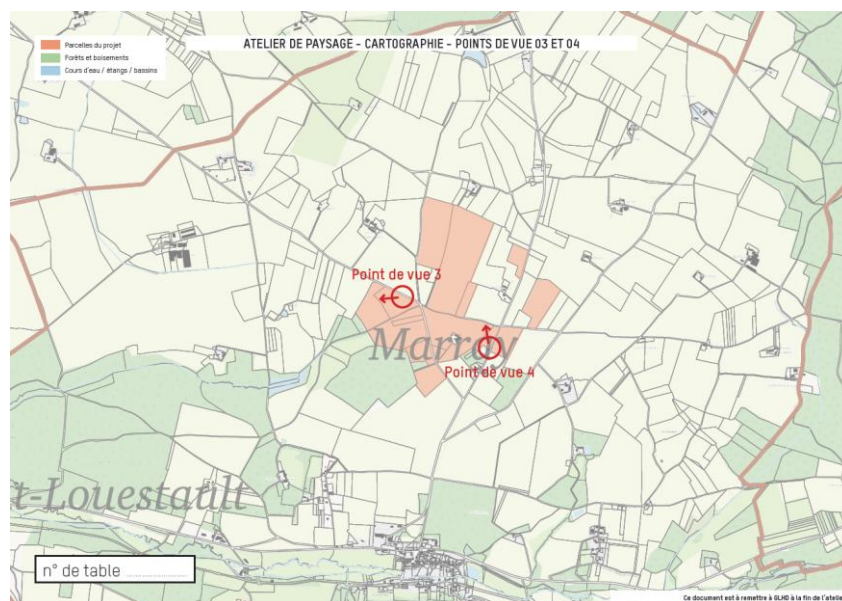 ATELIER DE PAYSAGE - CARTOGRAPHIE - POINTS DE VUE 03 ET 04
Parcelles du projet
Forêts et boisements
Cours d'eau / étangs / bassins
Point de vue 3
Marray
Point de vue 4
t-Louestault
n° de table
Ce document est à remettre à GLHD à la fin de l'atelie